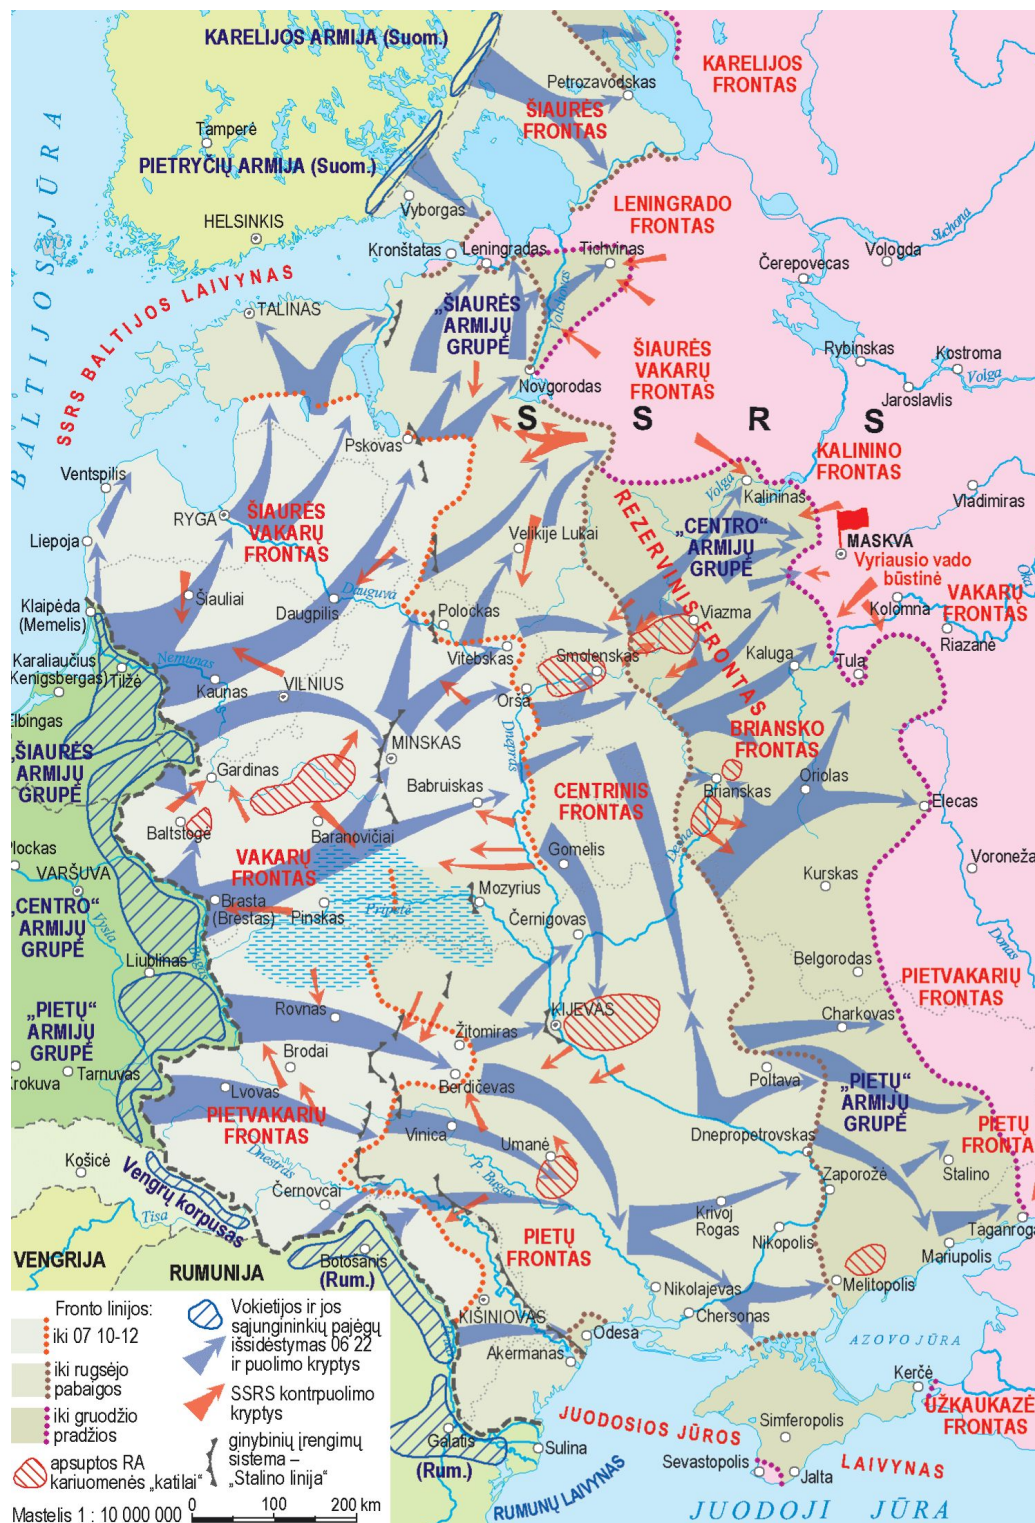 KARELIJOS ARMIJA (Suom.)
KARELIJOS
FRONTAS
Petrozavodskas
ŠIAURĖS
FRONTAS
Tamperė
PIETRYČIŲ ARMIJA (Suom.)
BALTIJOS JŪRA
Vyborgas
HELSINKIS
LENINGRADO
FRONTAS
Suchona
Kronštatas
Leningradas
Tichvinas
Vologda
Čerepovecas
SSRS BALTIJOS LAIVYNAS
TALINAS
„ŠIAURĖS
ARMIJŲ
GRUPĖ
Volchovas
ŠIAURĖS
VAKARŲ
FRONTAS
Rybinskas
Kostroma
Volga
Jaroslavlis
Novgorodas
S S R S
Pskovas
KALININO
FRONTAS
Ventspilis
Volga
Kalininas
Vladimiras
RYGA
ŠIAURĖS
VAKARŲ
FRONTAS
Velikije Lukai
REZERVINIS FRONTAS
„CENTRO“
ARMIJŲ
GRUPĖ
MASKVA
Vyriausio vado
būstinė
Liepoja
Oka
Šiauliai
Dauguva
Daugpilis
Polockas
Klaipėda
(Memelis)
Viazma
Kolomna
VAKARŲ
FRONTAS
Riazanė
Vitebskas
Smolenskas
Kaluga
Tula
Karaliaučius
Kenigsbergas)
Tilžė
Nemunas
Kaunas
VILNIUS
Orša
Elbingas
Dnepras
BRIANSKO
FRONTAS
„ŠIAURĖS
ARMIJŲ
GRUPĖ
MINSKAS
Gardinas
Babruiskas
CENTRINIS
FRONTAS
Brianskas
Oriolas
Elecas
Baltstogė
Baranovičiai
VAKARŲ
FRONTAS
Gomelis
Desna
Plockas
VARŠUVA
Voronežas
Kurskas
Brasta
(Brestas)
Pinskas
Pripetė
Mozyrius
„CENTRO“
ARMIJŲ
GRUPĖ
Vysla
Bugas
Černigovas
Donas
Liublinas
Belgorodas
PIETVAKARIŲ
FRONTAS
„PIETŲ“
ARMIJŲ
GRUPĖ
Rovnas
Žitomiras
KIJEVAS
Charkovas
Krokuva
Tarnuvas
Brodai
Lvovas
Berdičevas
Poltava
„PIETŲ“
ARMIJŲ
GRUPĖ
PIETVAKARIŲ
FRONTAS
Vinica
Umanė
Dnepropetrovskas
PIETŲ
FRONTAS
Košicė
Dnestras
Stalino
Zaporožė
Vengrų korpusas
Černovcai
P. Bugas
Krivoj
Rogas
Taganrogas
Tisa
PIETŲ
FRONTAS
Nikopolis
Mariupolis
VENGRIJA
RUMUNIJA
Botošanis
(Rum.)
Melitopolis
Nikolajevas
KIŠINIOVAS
Chersonas
Odesa
AZOVO JŪRA
Akermanas
Kerčė
UŽKAUKAZĖS
FRONTAS
JUODOSIOS JŪROS LAIVYNAS
Simferopolis
Galatis
Sulina
(Rum.)
Sevastopolis
Jalta
RUMUNŲ LAIVYNAS
JUODOJI JŪRA
Fronto linijos:
iki 07 10-12
iki rugsėjo
pabaigos
iki gruodžio
pradžios
apsuptos RA
kariuomenės „katilai“
Vokietijos ir jos
sąjungininkių pajėgų
išsidėstymas 06 22
ir puolimo kryptys
SSRS kontrpuolimo
kryptys
ginybinių įrengimų
sistema –
„Stalino linija“
Mastelis 1 : 10 000 000
0 100 200 km